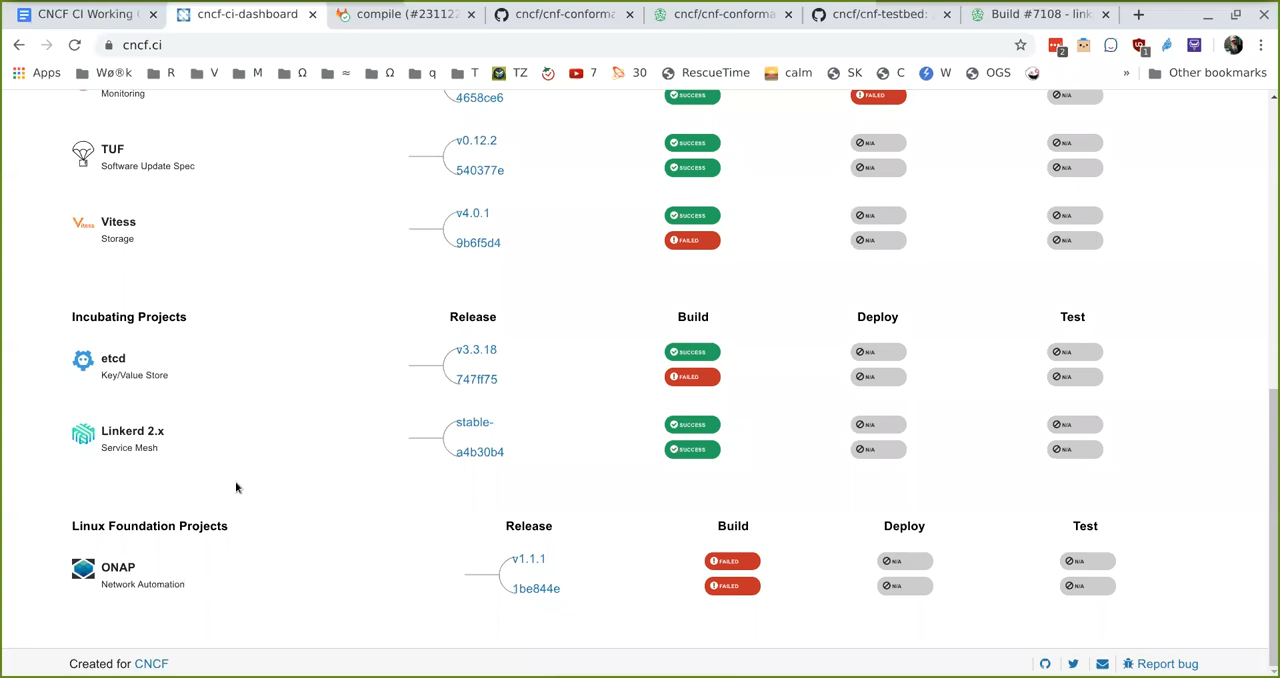 CNCF CI Working
cncf-ci-dashboard
compile (#231122
cncf/cnf-conforma
cncf/cnf-conforma
cncf/cnf-testbed:
Build #7108 - link
cncf.ci
2
1
Apps
Wø®k
R
V
M
Ω
≈
Ω
q
T
TZ
7
30
RescueTime
calm
SK
C
W
OGS
»
Other bookmarks
Monitoring
4658ce6
SUCCESS
FAILED
N/A
TUF
Software Update Spec
v0.12.2
SUCCESS
N/A
N/A
540377e
SUCCESS
N/A
N/A
Vitess
Vitess
Storage
v4.0.1
SUCCESS
N/A
N/A
9b6f5d4
FAILED
N/A
N/A
Incubating Projects
Release
Build
Deploy
Test
etcd
Key/Value Store
v3.3.18
SUCCESS
N/A
N/A
747ff75
FAILED
N/A
N/A
Linkerd 2.x
Service Mesh
stable-
SUCCESS
N/A
N/A
a4b30b4
SUCCESS
N/A
N/A
Linux Foundation Projects
Release
Build
Deploy
Test
ONAP
Network Automation
v1.1.1
FAILED
N/A
N/A
1be844e
FAILED
N/A
N/A
Created for CNCF
Report bug